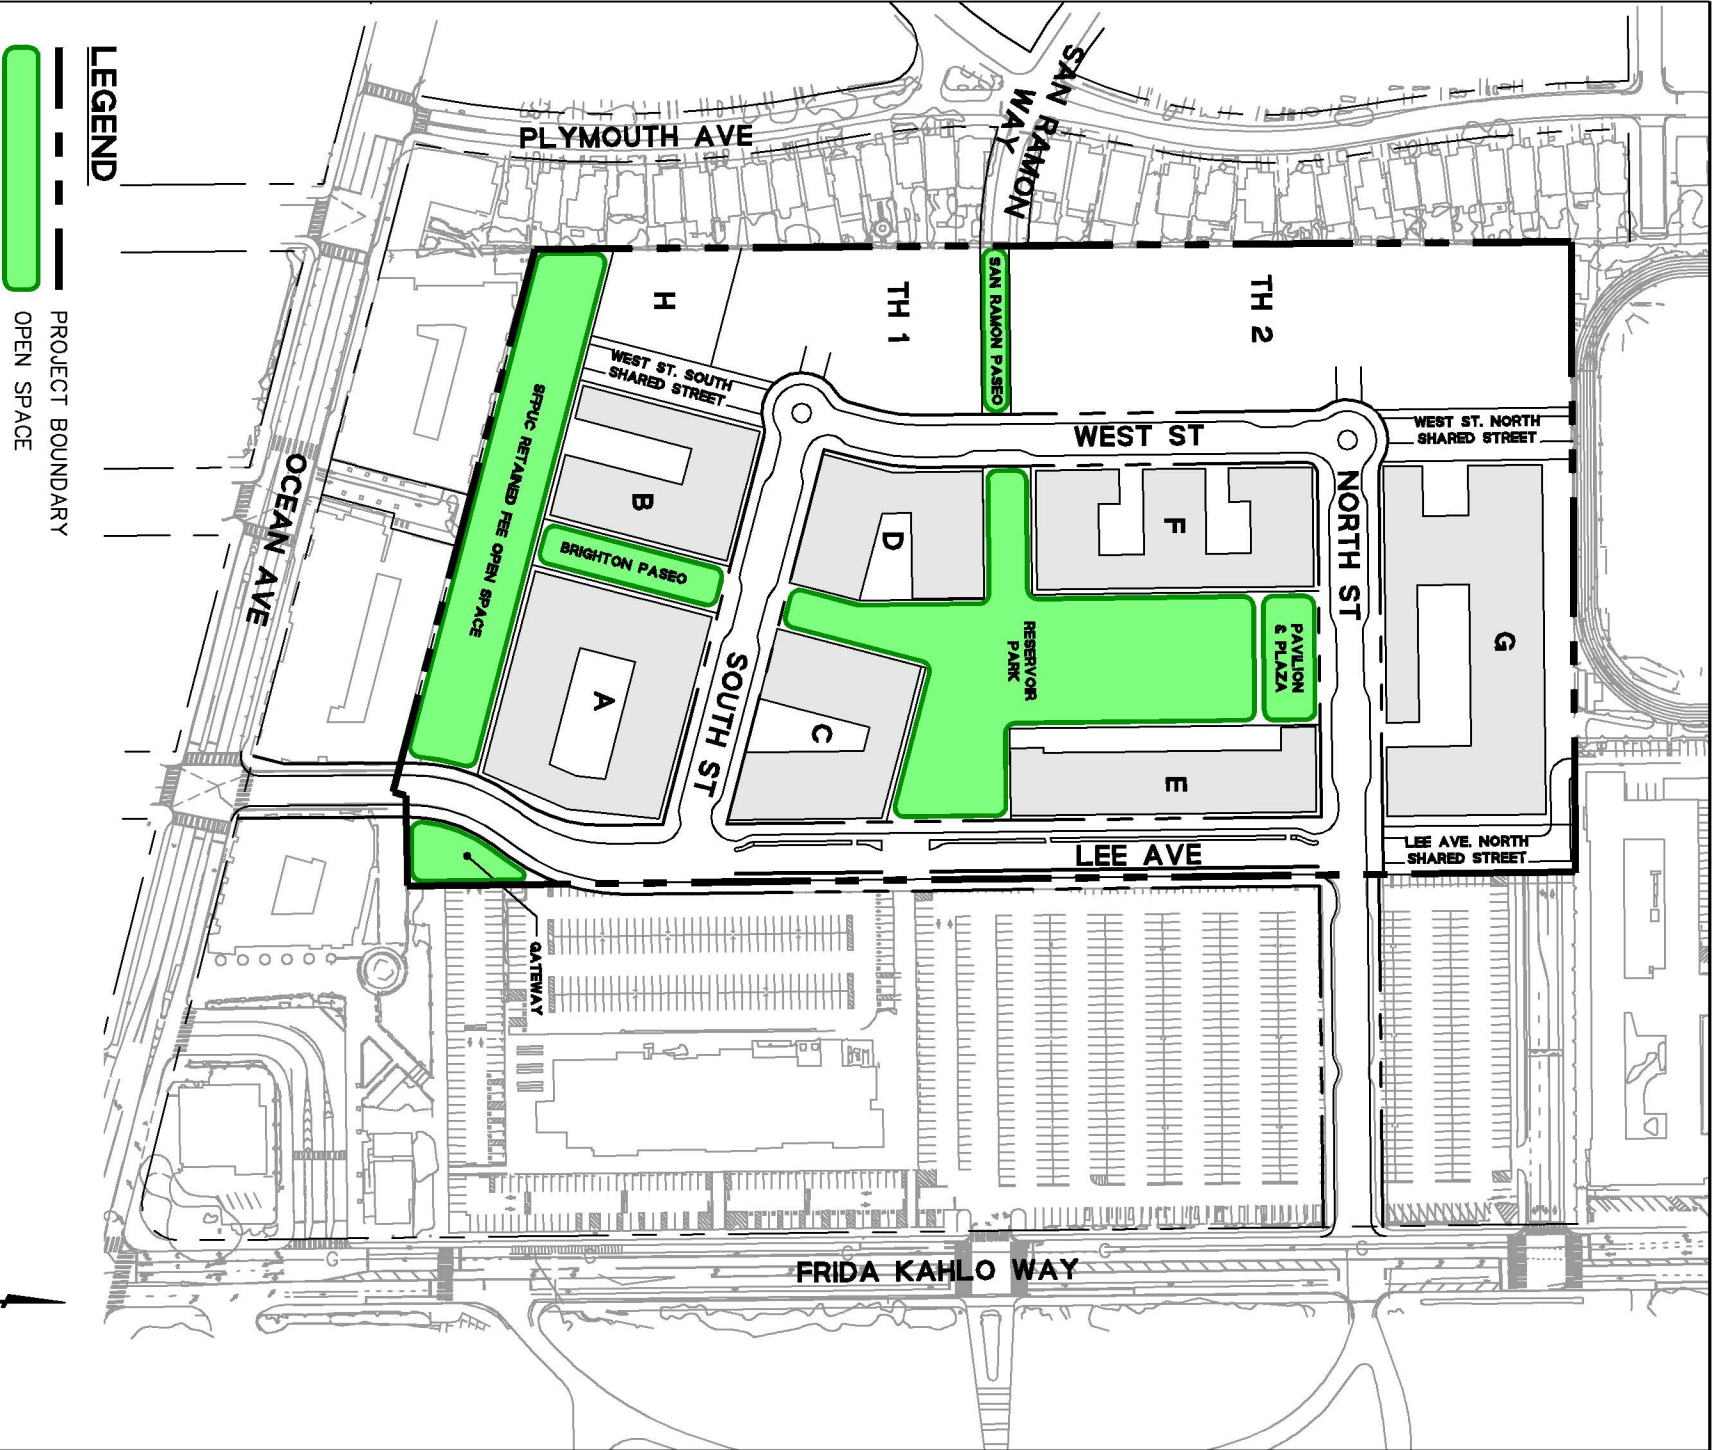 SAN RAMON
WAY
PLYMOUTH AVE
TH 2
TH 1
H
SAN RAMON PASEO
WEST ST. SOUTH
SHARED STREET
WEST ST. NORTH
SHARED STREET
WEST ST
NORTH ST
B
D
F
G
SFPUC RETAINED FEE OPEN SPACE
BRIGHTON PASEO
RESERVOIR
PARK
PAVILION
& PLAZA
OCEAN AVE
A
SOUTH ST
C
E
LEE AVE
LEE AVE. NORTH
SHARED STREET
GATEWAY
FRIDA KAHLO WAY
LEGEND
PROJECT BOUNDARY
OPEN SPACE